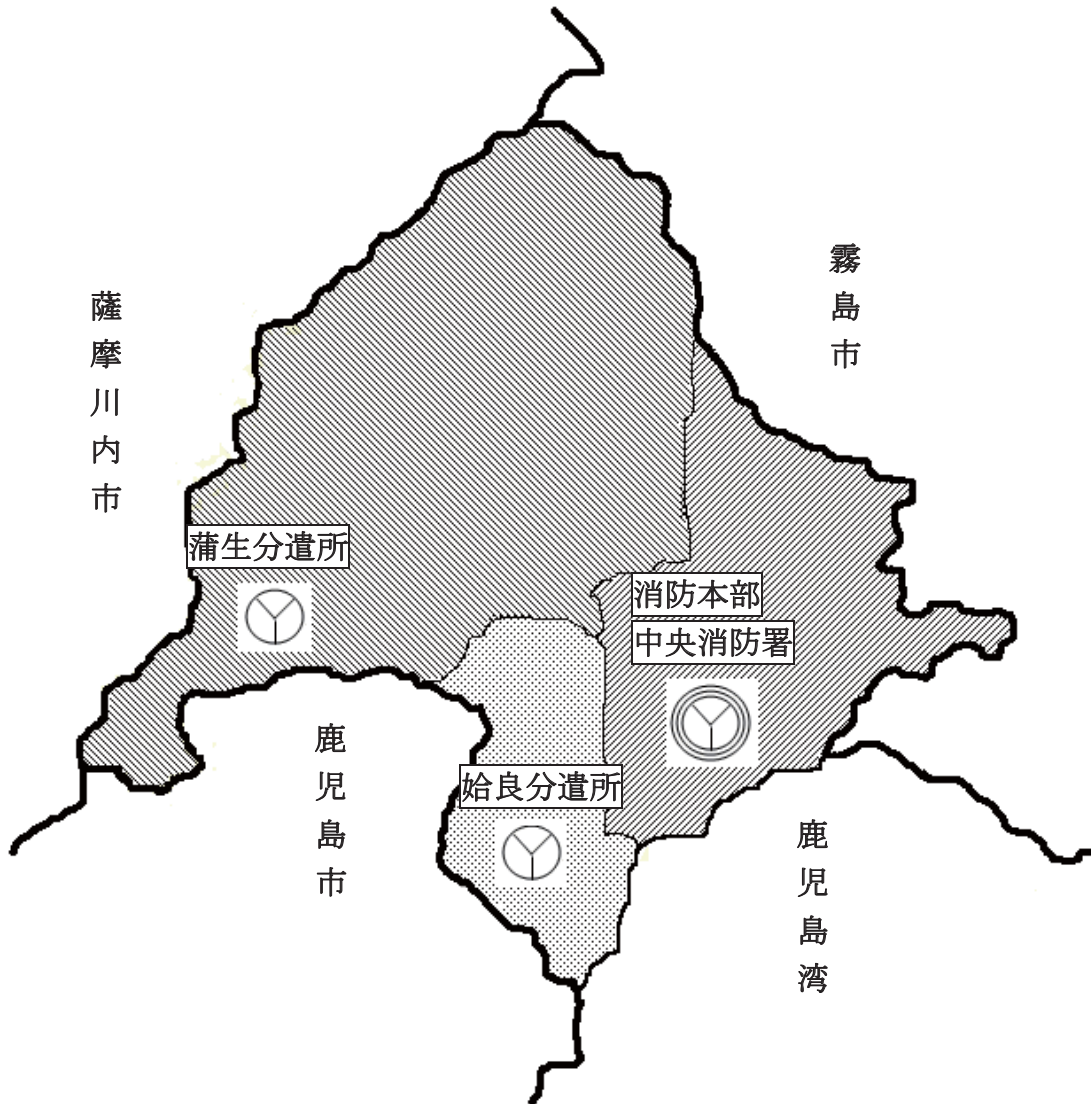 霧島市
薩摩川内市
蒲生分遣所
消防本部
中央消防署
鹿児島市
姶良分遣所
鹿児島湾